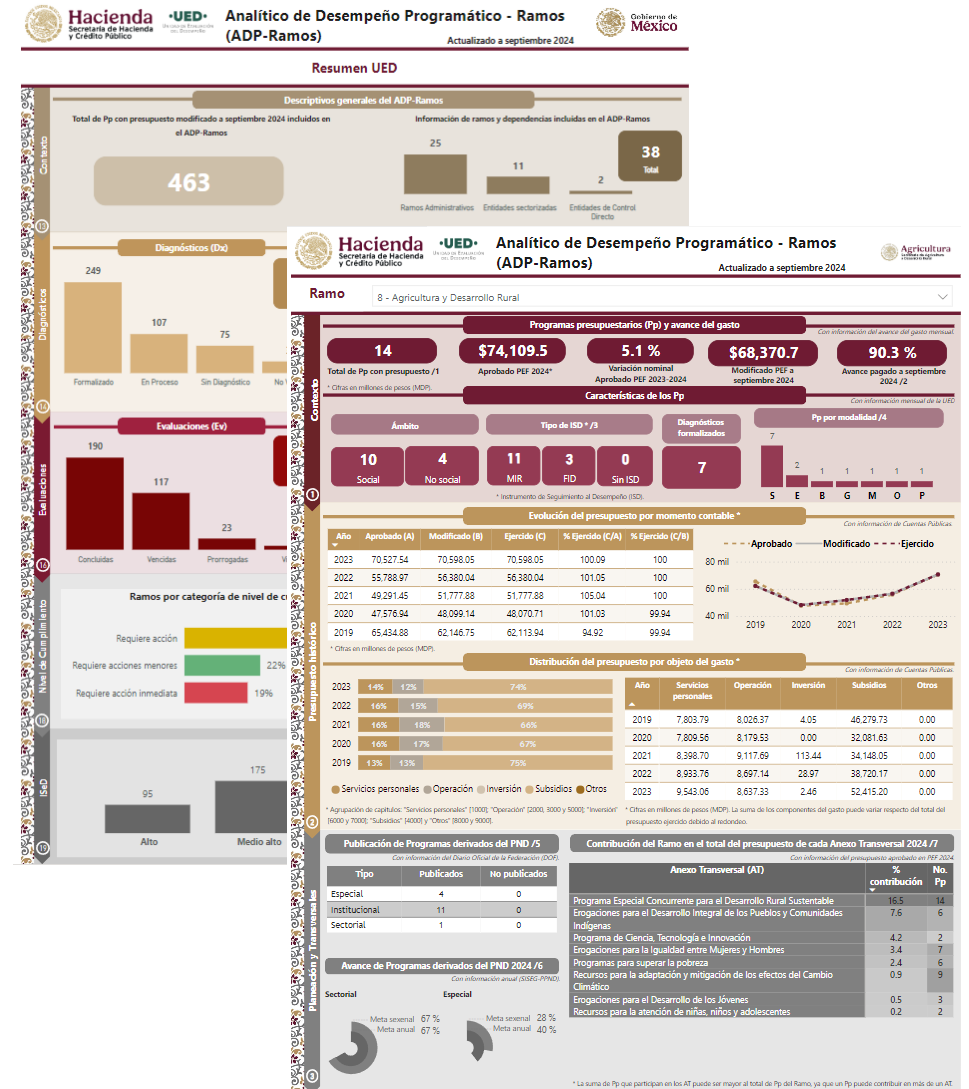 Hacienda
Secretaría de Hacienda
y Crédito Público
·UED·
Analítico de Desempeño Programático - Ramos
(ADP-Ramos)
Actualizado a septiembre 2024
Gobierno de
México
Resumen UED
Descriptivos generales del ADP-Ramos
Contexto
Total de Pp con presupuesto modificado a septiembre 2024 incluidos en
el ADP-Ramos
463
Información de ramos y dependencias incluidas en el ADP-Ramos
25
11
2
38
Total
Ramos Administrativos
Entidades sectorizadas
Entidades de Control
Directo
13
Diagnósticos (Dx)
Diagnósticos
249
107
75
Formalizado
En Proceso
Sin Diagnóstico
14
Evaluaciones (Ev)
Evaluaciones
190
117
23
Concluidas
Vencidas
Prorrogadas
16
Nivel de Cumplimiento
Ramos por categoría de nivel de
Requiere acción
Requiere acciones menores
22%
Requiere acción inmediata
19%
18
ISeD
95
175
Alto
Medio alto
19
Hacienda
Secretaría de Hacienda
y Crédito Público
·UED·
Analítico de Desempeño Programático - Ramos
(ADP-Ramos)
Actualizado a septiembre 2024
Agricultura
Ramo
8 - Agricultura y Desarrollo Rural
Programas presupuestarios (Pp) y avance del gasto
Con información del avance del gasto mensual.
Contexto
14
$74,109.5
5.1 %
$68,370.7
90.3 %
Total de Pp con presupuesto /1
Aprobado PEF 2024*
Variación nominal
Aprobado PEF 2023-2024
Modificado PEF a
septiembre 2024
Avance pagado a septiembre
2024 /2
* Cifras en millones de pesos (MDP).
Características de los Pp
Con información mensual de la UED
Ámbito
Tipo de ISD * /3
Diagnósticos
formalizados
Pp por modalidad /4
10
Social
4
No social
11
MIR
3
FID
0
Sin ISD
7
7
2
1
1
1
1
1
S
E
B
G
M
O
P
* Instrumento de Seguimiento al Desempeño (ISD).
1
Evolución del presupuesto por momento contable *
Con información de Cuentas Públicas.
Presupuesto histórico
Año Aprobado (A) Modificado (B) Ejercido (C) % Ejercido (C/A) % Ejercido (C/B)
2023 70,527.54 70,598.05 70,598.05 100.09 100
2022 55,788.97 56,380.04 56,380.04 101.05 100
2021 49,291.45 51,777.88 51,777.88 105.04 100
2020 47,576.94 48,099.14 48,070.71 101.03 99.94
2019 65,434.88 62,146.75 62,113.94 94.92 99.94
* Cifras en millones de pesos (MDP).
Aprobado Modificado Ejercido
80 mil
60 mil
40 mil
2019 2020 2021 2022 2023
Distribución del presupuesto por objeto del gasto *
Con información de Cuentas Públicas.
2023 14% 12% 74%
2022 16% 15% 69%
2021 16% 18% 66%
2020 16% 17% 67%
2019 13% 13% 75%
Servicios personales Operación Inversión Subsidios Otros
* Agrupación de capítulos: "Servicios personales" [1000]; "Operación" [2000, 3000 y 5000]; "Inversión"
[6000 y 7000]; "Subsidios" [4000] y "Otros" [8000 y 9000].
Año Servicios personales Operación Inversión Subsidios Otros
2019 7,803.79 8,026.37 4.05 46,279.73 0.00
2020 7,809.56 8,179.53 0.00 32,081.63 0.00
2021 8,398.70 9,117.69 113.44 34,148.05 0.00
2022 8,933.76 8,697.14 28.97 38,720.17 0.00
2023 9,543.06 8,637.33 2.46 52,415.20 0.00
* Cifras en millones de pesos (MDP). La suma de los componentes del gasto puede variar respecto del total del
presupuesto ejercido debido al redondeo.
2
Planeación y Transversales
Publicación de Programas derivados del PND /5
Con información del Diario Oficial de la Federación (DOF).
Tipo Publicados No publicados
Especial 4 0
Institucional 11 0
Sectorial 1 0
Avance de Programas derivados del PND 2024 /6
Con información anual (SISEG-PPND).
Sectorial
Meta sexenal 67 %
Meta anual 67 %
Especial
Meta sexenal 28 %
Meta anual 40 %
3
Contribución del Ramo en el total del presupuesto de cada Anexo Transversal 2024 /7
Con información del presupuesto aprobado en PEF 2024
Anexo Transversal (AT) % contribución No. Pp
Programa Especial Concurrente para el Desarrollo Rural Sustentable 16.5 14
Erogaciones para el Desarrollo Integral de los Pueblos y Comunidades 7.6 6
Indígenas
Programa de Ciencia, Tecnología e Innovación 4.2 2
Erogaciones para la Igualdad entre Mujeres y Hombres 3.4 7
Programas para superar la pobreza 2.4 6
Recursos para la adaptación y mitigación de los efectos del Cambio 0.9 9
Climático
Erogaciones para el Desarrollo de los Jóvenes 0.5 3
Recursos para la atención de niñas, niños y adolescentes 0.2 2
* La suma de Pp que participan en los AT puede ser mayor al total de Pp del Ramo, ya que un Pp puede contribuir en más de un AT.